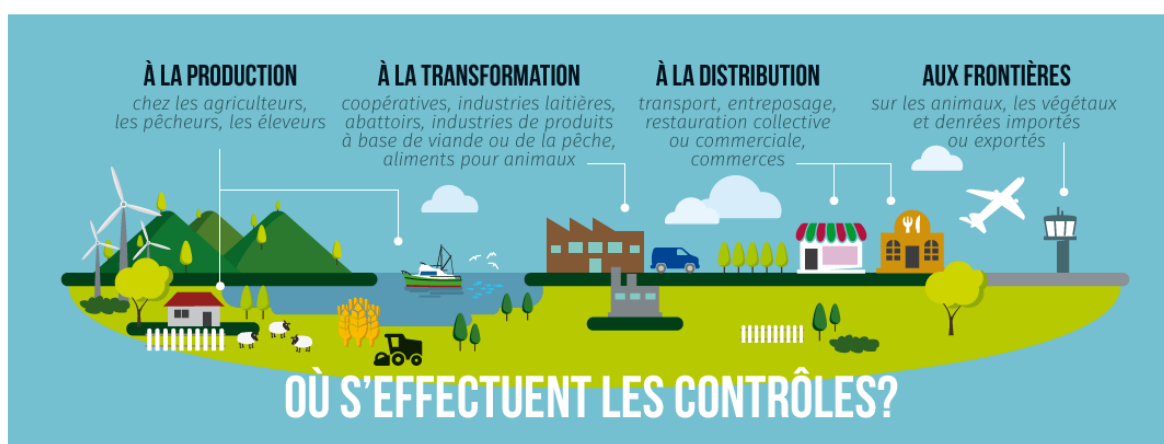 À LA PRODUCTION
chez les agriculteurs,
les pêcheurs, les éleveurs
À LA TRANSFORMATION
coopératives, industries laitières,
abattoirs, industries de produits
à base de viande ou de la pêche,
aliments pour animaux
À LA DISTRIBUTION
transport, entreposage,
restauration collective
ou commerciale,
commerces
AUX FRONTIÈRES
sur les animaux, les végétaux
et denrées importés
ou exportés
OÙ S’EFFECTUENT LES CONTRÔLES?